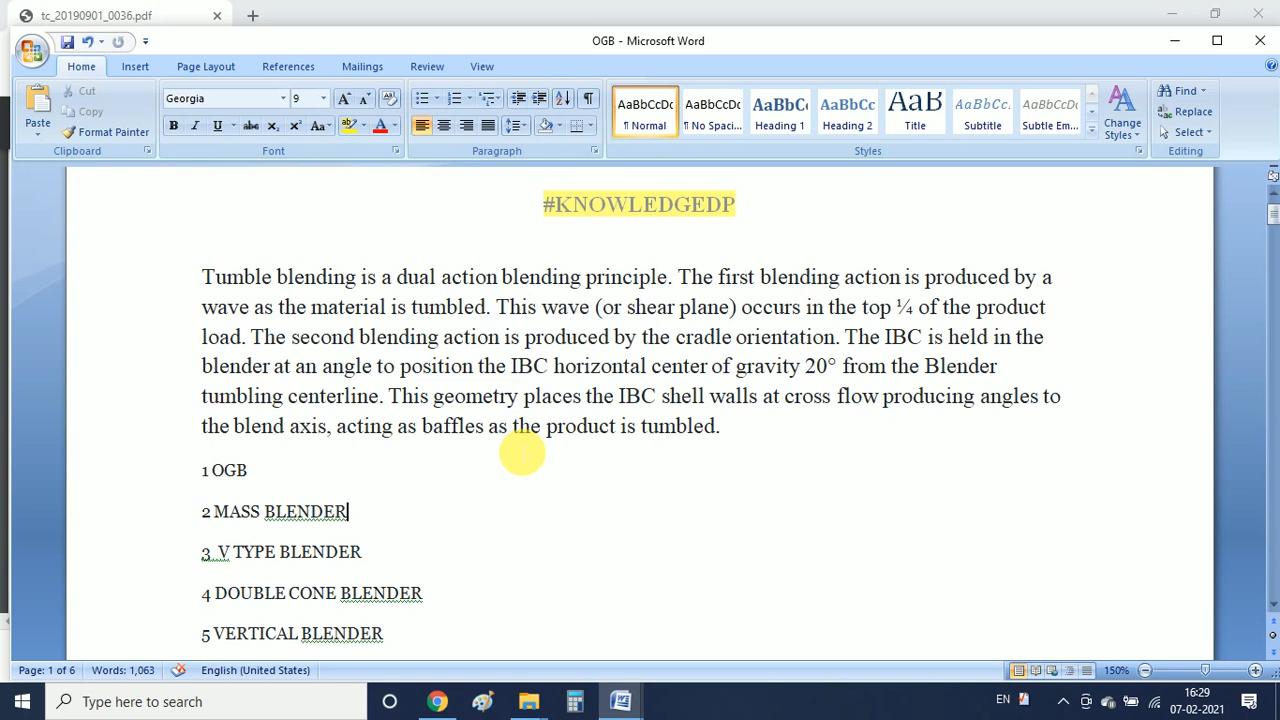 tc_20190901_0036.pdf
OGB - Microsoft Word
Home Insert Page Layout References Mailings Review View
Paste
Cut
Copy
Format Painter
Clipboard
Georgia 9
B I U abc X₂ X² Aa
Font
Paragraph
AaBbCcDc AaBbCcDc AaBbC AaBbCc AaB AaBbCc. AaBbCcDc
¶ Normal ¶ No Spaci... Heading 1 Heading 2 Title Subtitle Subtle Em...
Change
Styles
Styles
Find
Replace
Select
Editing
#KNOWLEDGEDP
Tumble blending is a dual action blending principle. The first blending action is produced by a
wave as the material is tumbled. This wave (or shear plane) occurs in the top ¼ of the product
load. The second blending action is produced by the cradle orientation. The IBC is held in the
blender at an angle to position the IBC horizontal center of gravity 20° from the Blender
tumbling centerline. This geometry places the IBC shell walls at cross flow producing angles to
the blend axis, acting as baffles as the product is tumbled.
1 OGB
2 MASS BLENDER
3 V TYPE BLENDER
4 DOUBLE CONE BLENDER
5 VERTICAL BLENDER
Page: 1 of 6 Words: 1,063 English (United States) 150%
Type here to search
EN
16:29
07-02-2021